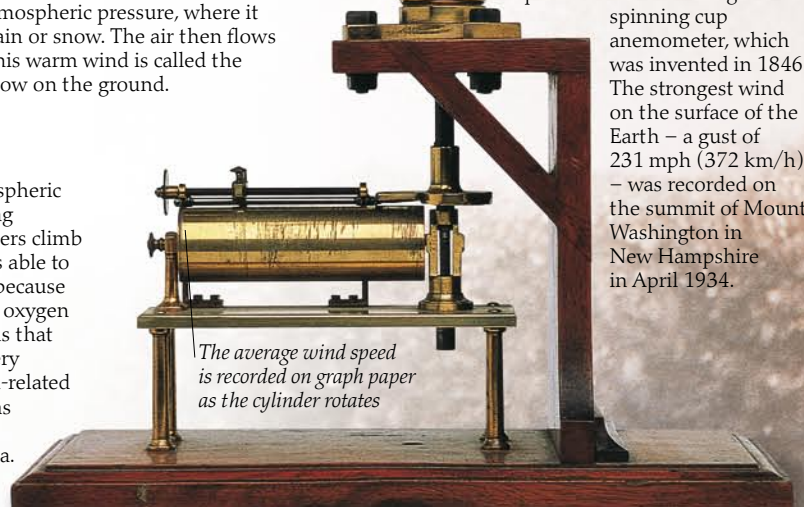 mospheric pressure, where it
ain or snow. The air then flows
his warm wind is called the
ow on the ground.
spheric
ng
ers climb
s able to
because
oxygen
s that
ery
-related
ns
a.
The average wind speed
is recorded on graph paper
as the cylinder rotates
spinning cup
anemometer, which
was invented in 1846
The strongest wind
on the surface of the
Earth – a gust of
231 mph (372 km/h)
– was recorded on
the summit of Mount
Washington in
New Hampshire
in April 1934.